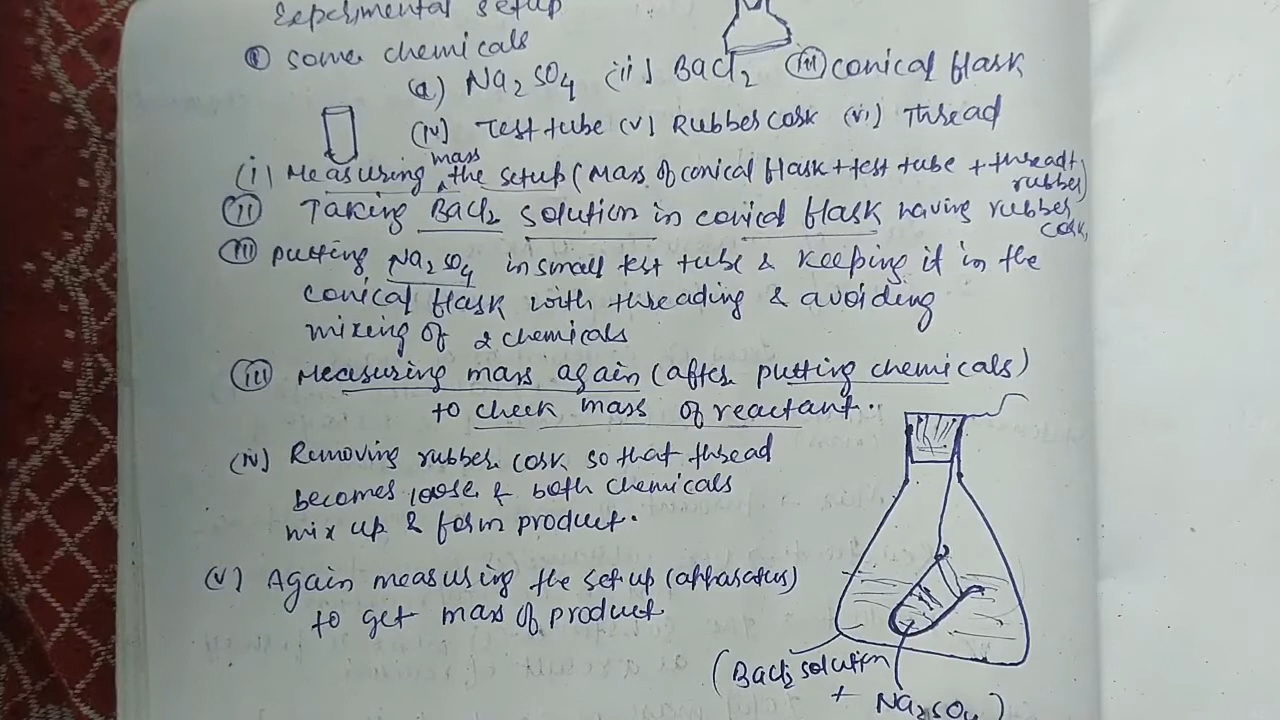 Experimental setup
① some chemicals
(a) Na2SO4 (ii) BaCl2 (iii) conical flask
(iv) Test tube (v) Rubber cork (vi) Thread
(i) Measuring mass the setup (Mass of conical flask + test tube + thread + rubber)
(ii) Taking BaCl2 solution in conical flask having rubber cork,
(iii) putting Na2SO4 in small test tube & keeping it in the
conical flask with threading & avoiding
mixing of 2 chemicals
(iii) Measuring mass again (after putting chemicals)
to check mass of reactant.
(iv) Removing rubber cork so that thread
becomes loose & both chemicals
mix up & form product.
(v) Again measuring the setup (apparatus)
to get mass of product
(BaCl2 solution
+ Na2SO4)